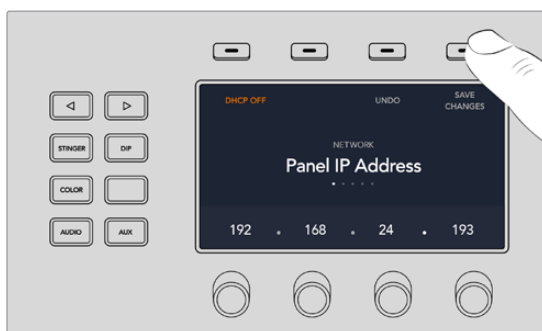 DHCP OFF
UNDO
SAVE
CHANGES
NETWORK
Panel IP Address
192 . 168 . 24 . 193
STINGER
DIP
COLOR
AUDIO
AUX